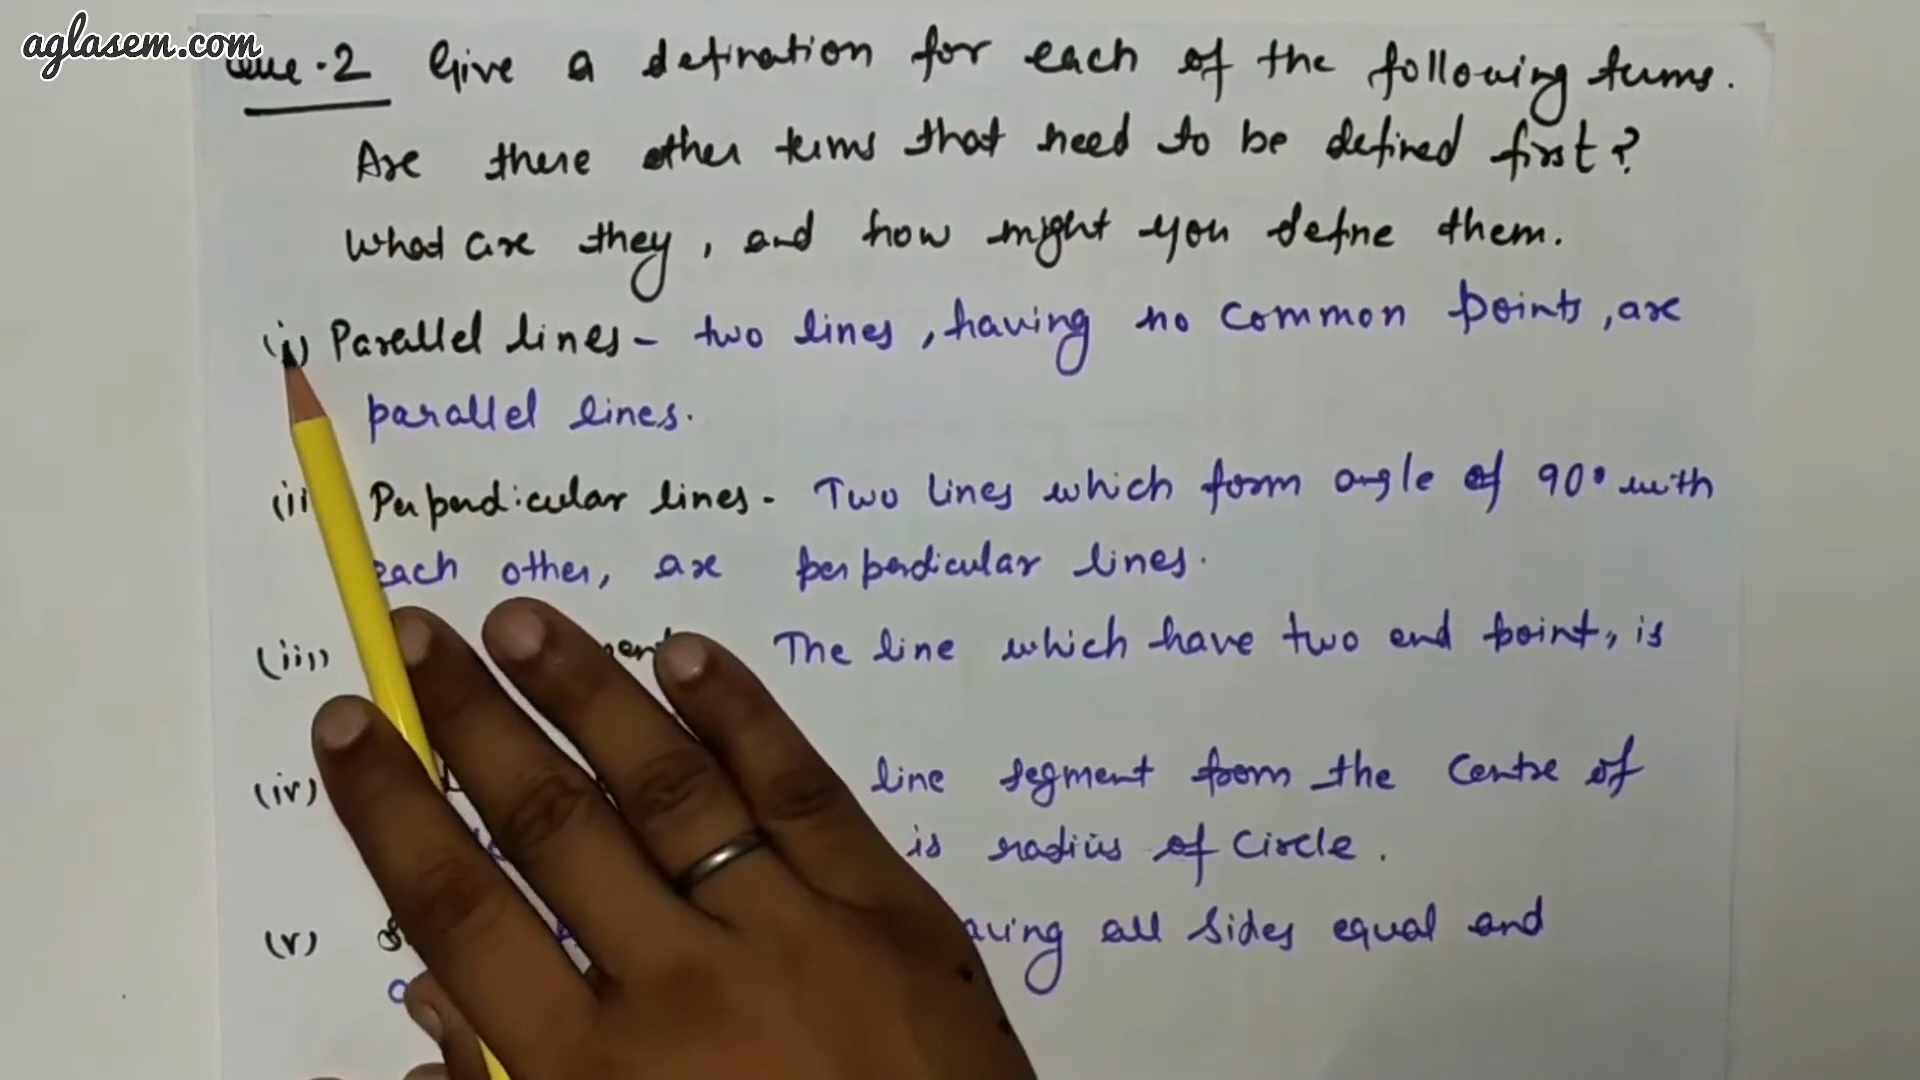 aglasem.com
Que.2 Give a defination for each of the following terms.
Are there other terms that need to be defined first?
What are they, and how might you define them.
(i) Parallel lines - two lines, having no common points, are
parallel lines.
(ii Perpendicular lines - Two lines which form angle of 90° with
each other, are perpendicular lines.
(iii) The line which have two end point, is
(iv) line segment from the centre of
is radius of circle.
(v) having all sides equal and